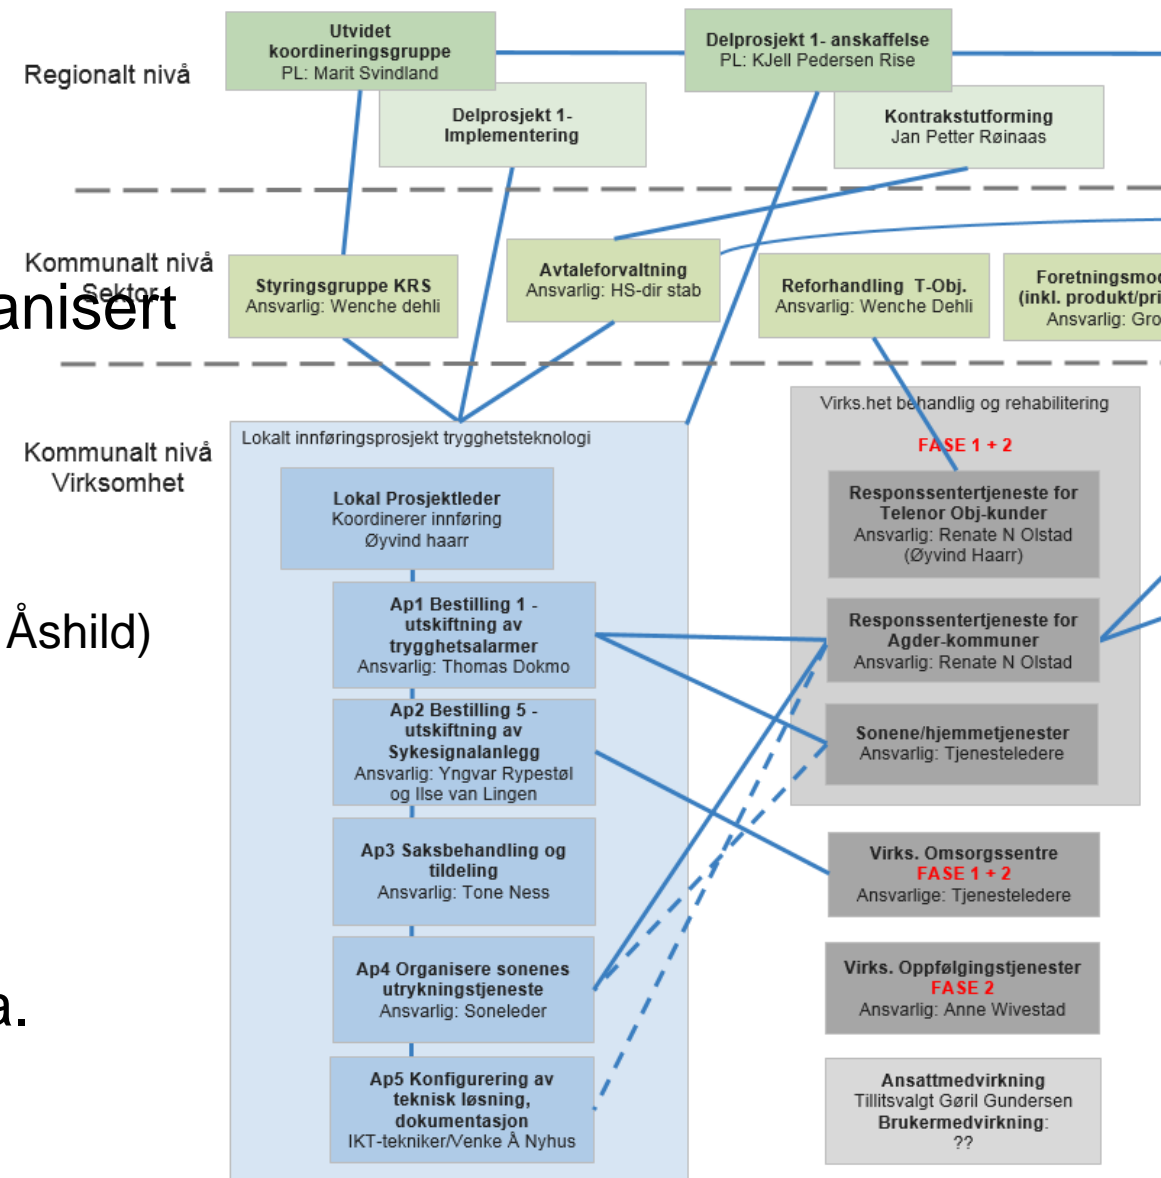 Utvidet
koordineringsgruppe
PL: Marit Svindland
Delprosjekt 1- anskaffelse
PL: KJell Pedersen Rise
Regionalt nivå
Delprosjekt 1-
Implementering
Kontrakstutforming
Jan Petter Røinaas
Kommunalt nivå
Sektor
anisert
Styringsgruppe KRS
Ansvarlig: Wenche dehli
Avtaleforvaltning
Ansvarlig: HS-dir stab
Reforhandling T-Obj.
Ansvarlig: Wenche Dehli
Foretningsmod
(inkl. produkt/pri
Ansvarlig: Gro
Kommunalt nivå
Virksomhet
Lokalt innføringsprosjekt trygghetsteknologi
Lokal Prosjektleder
Koordinerer innføring
Øyvind haarr
Ap1 Bestilling 1 -
utskiftning av
trygghetsalarmer
Ansvarlig: Thomas Dokmo
Ap2 Bestilling 5 -
utskiftning av
Sykesignalanlegg
Ansvarlig: Yngvar Rypestøl
og Ilse van Lingen
Ap3 Saksbehandling og
tildeling
Ansvarlig: Tone Ness
Ap4 Organisere sonenes
utrykningstjeneste
Ansvarlig: Soneleder
Ap5 Konfigurering av
teknisk løsning,
dokumentasjon
IKT-tekniker/Venke Å Nyhus
Virks.het behandlig og rehabilitering
FASE 1 + 2
Responssentertjeneste for
Telenor Obj-kunder
Ansvarlig: Renate N Olstad
(Øyvind Haarr)
Responssentertjeneste for
Agder-kommuner
Ansvarlig: Renate N Olstad
Sonene/hjemmetjenester
Ansvarlig: Tjenesteledere
Virks. Omsorgssentre
FASE 1 + 2
Ansvarlige: Tjenesteledere
Virks. Oppfølgingstjenester
FASE 2
Ansvarlig: Anne Wivestad
Ansattmedvirkning
Tillitsvalgt Gøril Gundersen
Brukermedvirkning:
??
Åshild)
a.